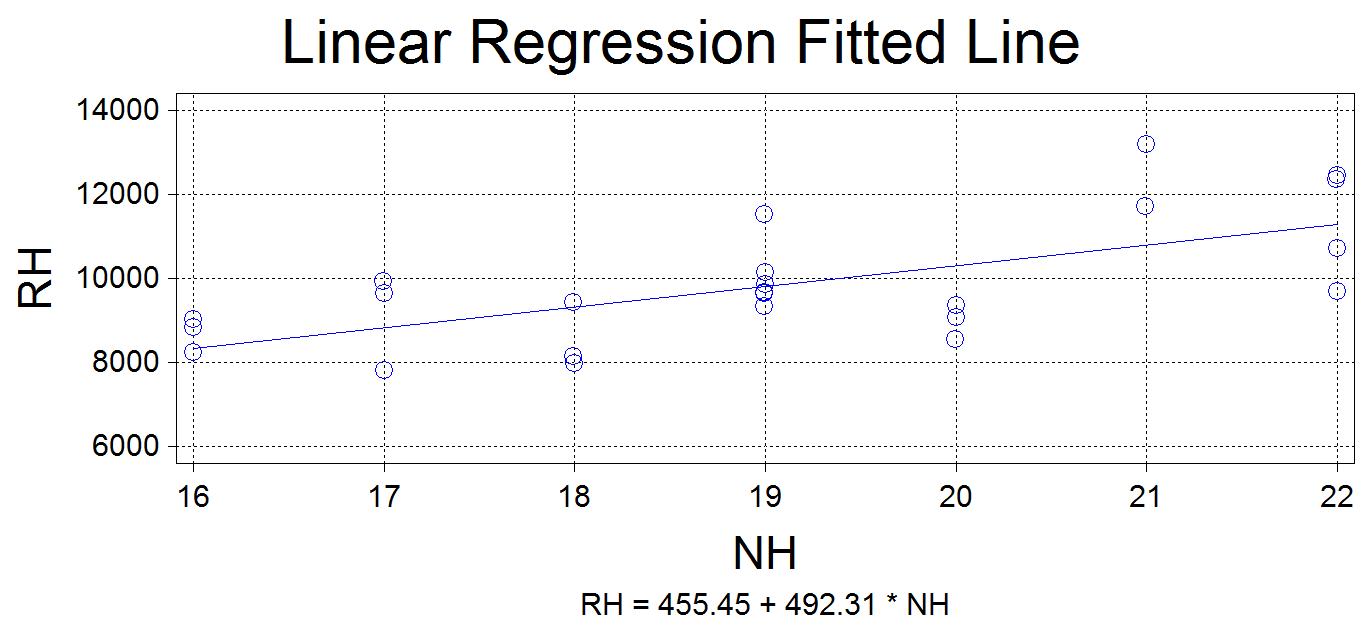 Linear Regression Fitted Line
14000
12000
10000
8000
6000
RH
16 17 18 19 20 21 22
NH
RH = 455.45 + 492.31 * NH